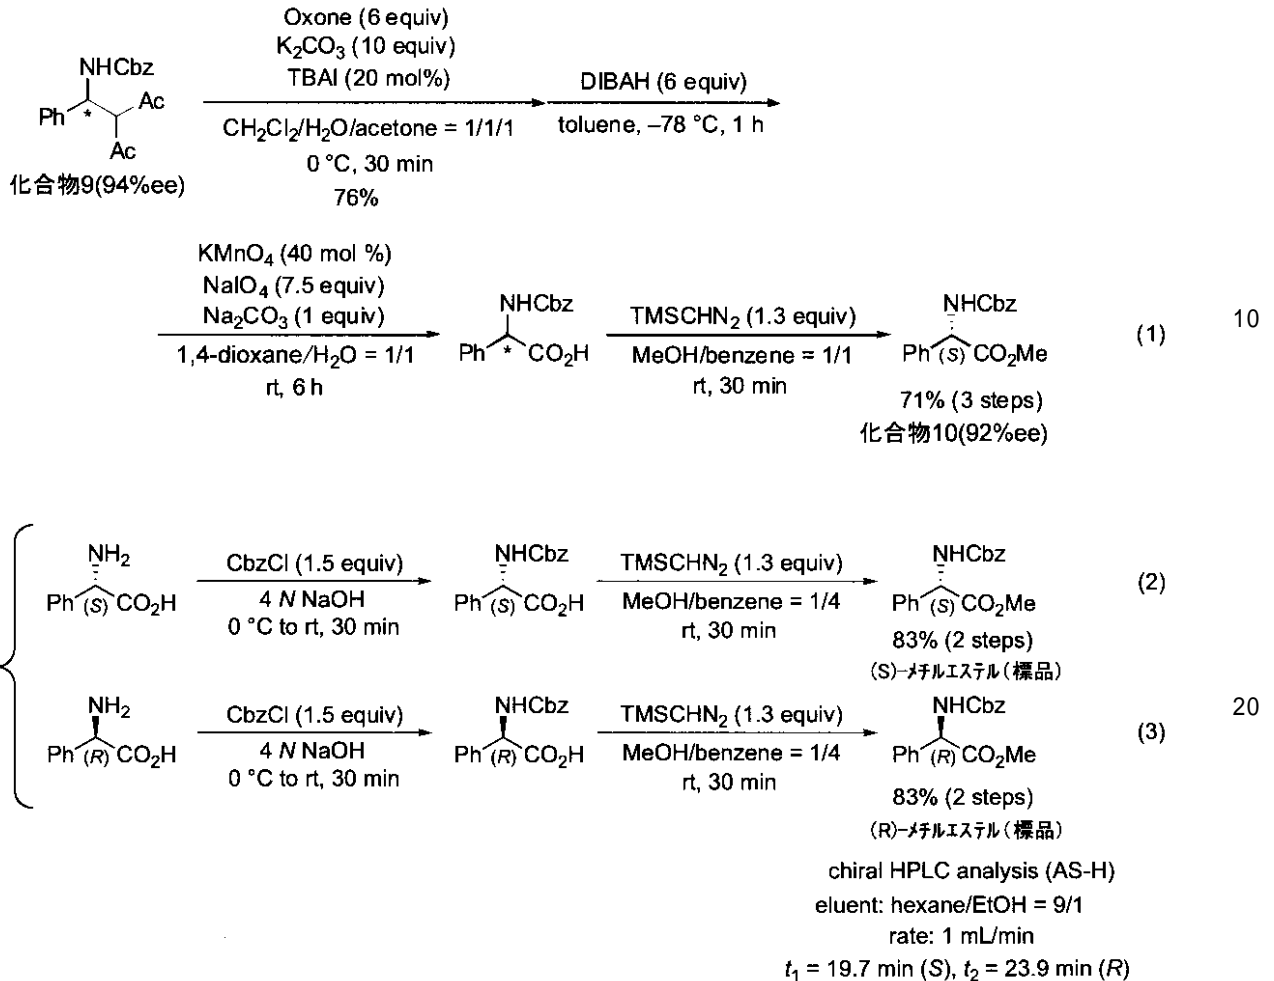 Oxone (6 equiv)
K2CO3 (10 equiv)
TBAI (20 mol%)
CH2Cl2/H2O/acetone = 1/1/1
0 °C, 30 min
76%
NHCbz
Ph
*
Ac
Ac
化合物9(94%ee)
DIBAH (6 equiv)
toluene, –78 °C, 1 h
KMnO4 (40 mol %)
NaIO4 (7.5 equiv)
Na2CO3 (1 equiv)
1,4-dioxane/H2O = 1/1
rt, 6 h
NHCbz
Ph * CO2H
TMSCHN2 (1.3 equiv)
MeOH/benzene = 1/1
rt, 30 min
NHCbz
Ph (S) CO2Me
71% (3 steps)
化合物10(92%ee)
(1)
10
NH2
Ph (S) CO2H
CbzCl (1.5 equiv)
4 N NaOH
0 °C to rt, 30 min
NHCbz
Ph (S) CO2H
TMSCHN2 (1.3 equiv)
MeOH/benzene = 1/4
rt, 30 min
NHCbz
Ph (S) CO2Me
83% (2 steps)
(S)-メチルエステル(標品)
(2)
NH2
Ph (R) CO2H
CbzCl (1.5 equiv)
4 N NaOH
0 °C to rt, 30 min
NHCbz
Ph (R) CO2H
TMSCHN2 (1.3 equiv)
MeOH/benzene = 1/4
rt, 30 min
NHCbz
Ph (R) CO2Me
83% (2 steps)
(R)-メチルエステル(標品)
(3)
20
chiral HPLC analysis (AS-H)
eluent: hexane/EtOH = 9/1
rate: 1 mL/min
t1 = 19.7 min (S), t2 = 23.9 min (R)